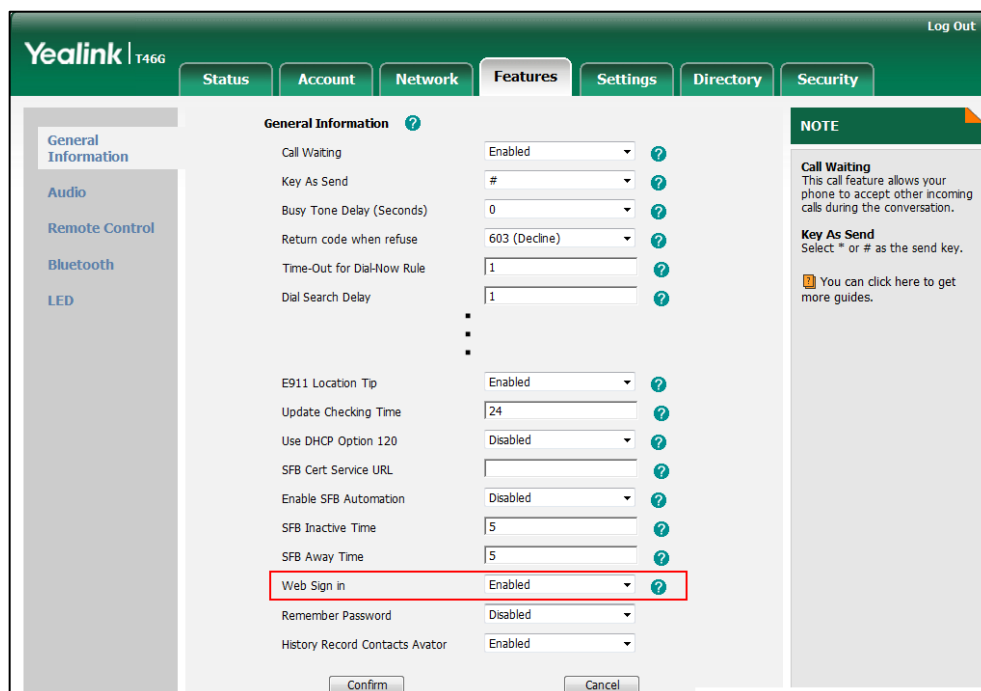 Log Out
Yealink T46G
Status Account Network Features Settings Directory Security
General Information
Audio
Remote Control
Bluetooth
LED
General Information ?
Call Waiting Enabled ?
Key As Send # ?
Busy Tone Delay (Seconds) 0 ?
Return code when refuse 603 (Decline) ?
Time-Out for Dial-Now Rule 1 ?
Dial Search Delay 1 ?
E911 Location Tip Enabled ?
Update Checking Time 24 ?
Use DHCP Option 120 Disabled ?
SFB Cert Service URL ?
Enable SFB Automation Disabled ?
SFB Inactive Time 5 ?
SFB Away Time 5 ?
Web Sign in Enabled ?
Remember Password Disabled
History Record Contacts Avator Enabled
Confirm Cancel
NOTE
Call Waiting
This call feature allows your
phone to accept other incoming
calls during the conversation.
Key As Send
Select * or # as the send key.
? You can click here to get
more guides.